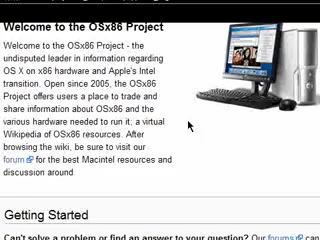 Welcome to the OSx86 Project
Welcome to the OSx86 Project - the
undisputed leader in information regarding
OS X on x86 hardware and Apple's Intel
transition. Open since 2005, the OSx86
Project offers users a place to trade and
share information about OSx86 and the
various hardware needed to run it; a virtual
Wikipedia of OSx86 resources. After
browsing the wiki, be sure to visit our
forum for the best Macintel resources and
discussion around.
Getting Started
Can't solve a problem or find an answer to your question? Our forums can